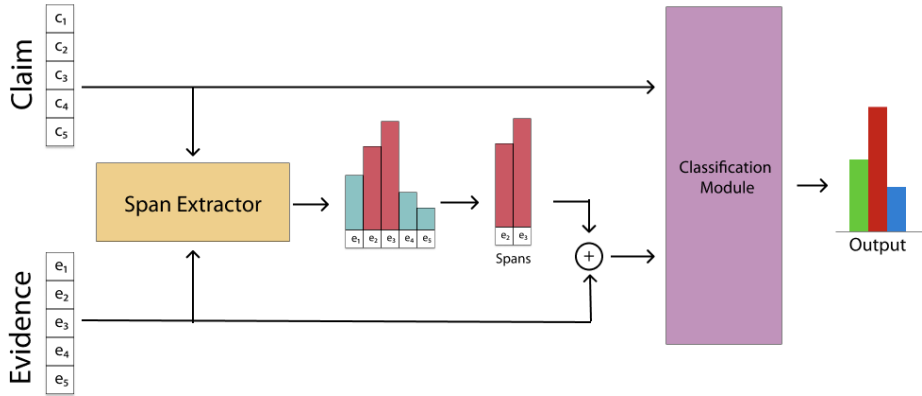 Claim
c₁
c₂
c₃
c₄
c₅
Span Extractor
e₁ e₂ e₃ e₄ e₅
e₂ e₃
Spans
+
Classification
Module
Output
Evidence
e₁
e₂
e₃
e₄
e₅